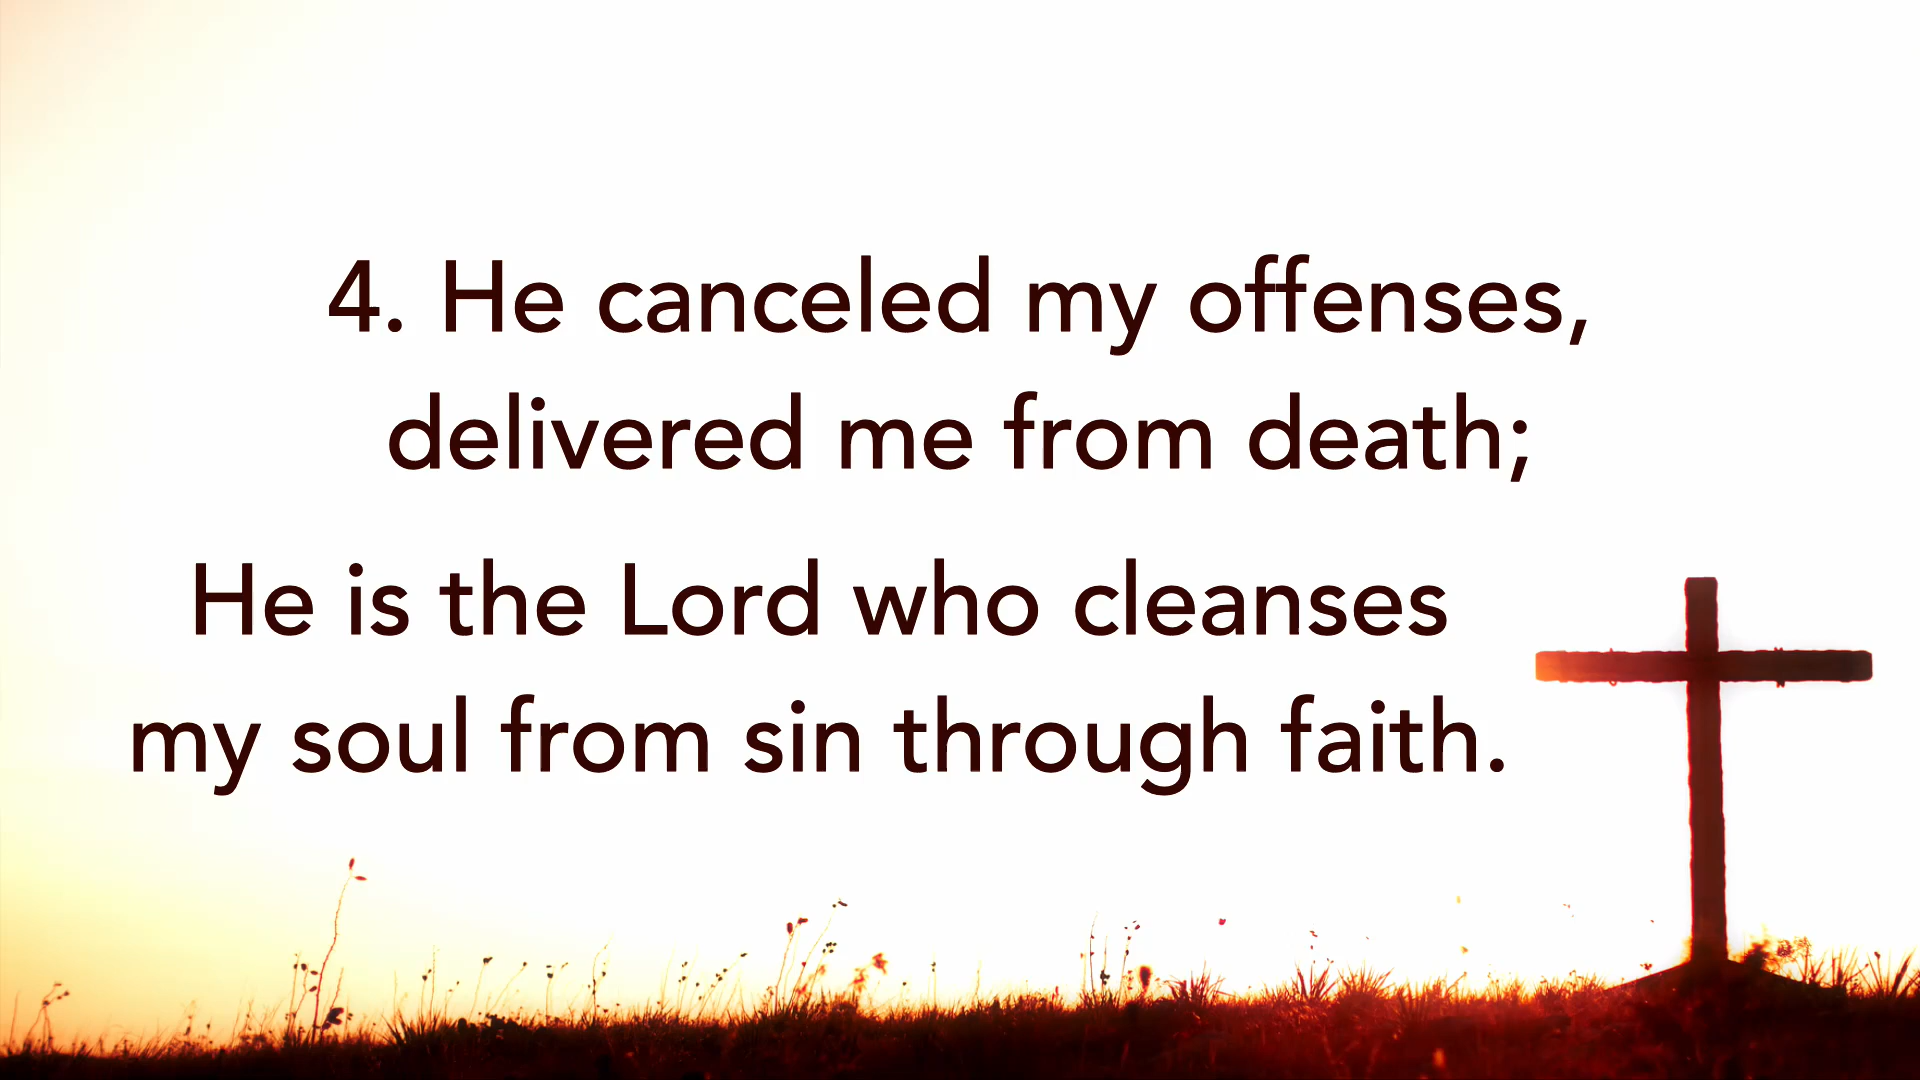 4. He canceled my offenses,
delivered me from death;
He is the Lord who cleanses
my soul from sin through faith.